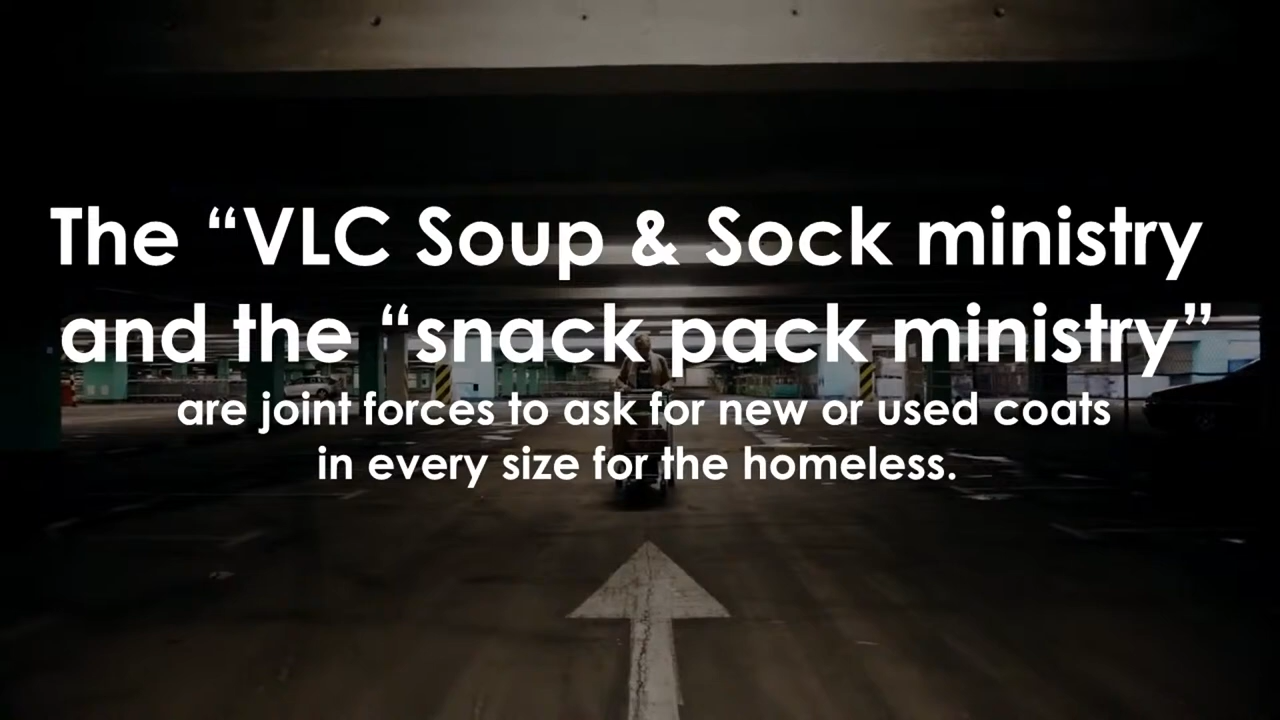 The “VLC Soup & Sock ministry
and the “snack pack ministry”
are joint forces to ask for new or used coats
in every size for the homeless.